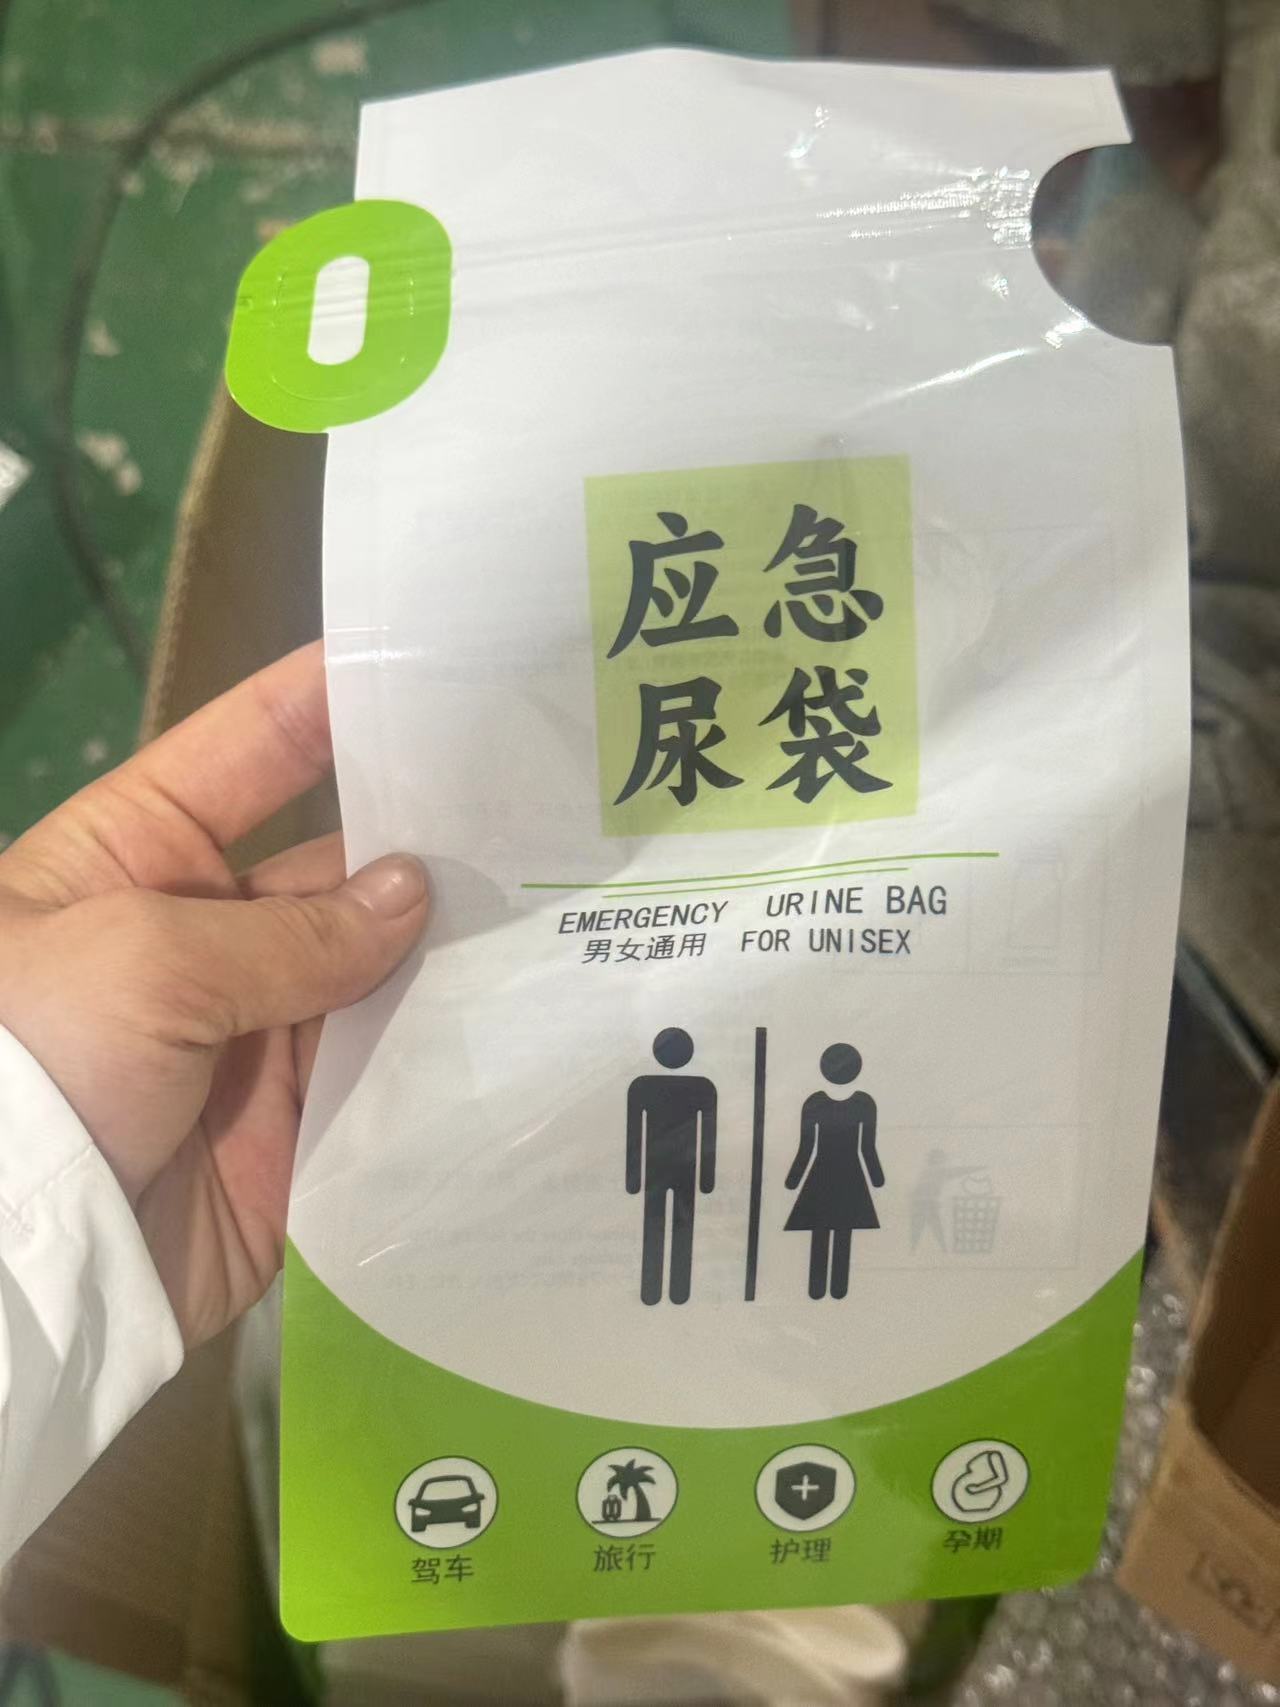 应急
尿袋
EMERGENCY URINE BAG
男女通用 FOR UNISEX
驾车
旅行
护理
孕期